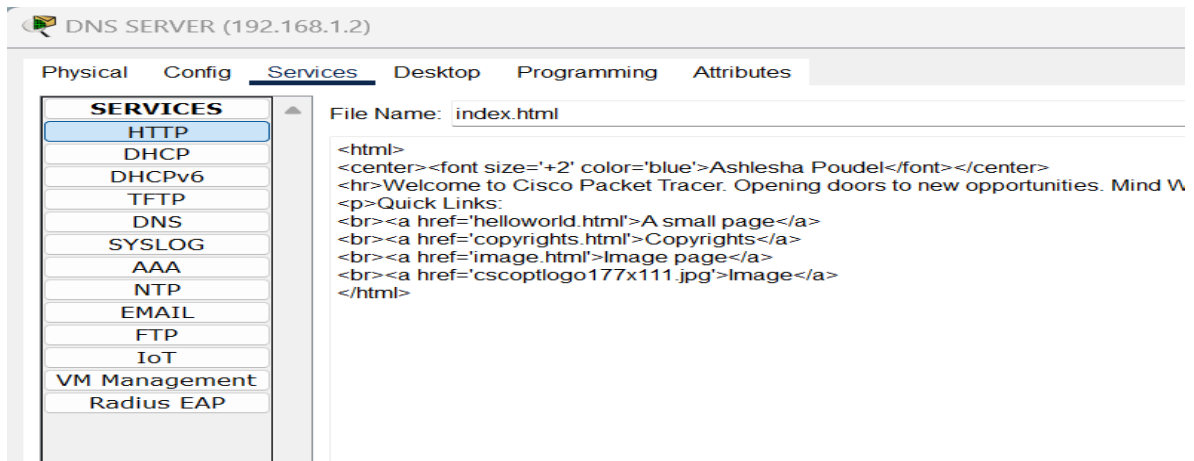 DNS SERVER (192.168.1.2)
Physical Config Services Desktop Programming Attributes
SERVICES
HTTP
DHCP
DHCPv6
TFTP
DNS
SYSLOG
AAA
NTP
EMAIL
FTP
IoT
VM Management
Radius EAP
File Name: index.html
<html>
<center><font size='+2' color='blue'>Ashlesha Poudel</font></center>
<hr>Welcome to Cisco Packet Tracer. Opening doors to new opportunities. Mind W
<p>Quick Links:
<br><a href='helloworld.html'>A small page</a>
<br><a href='copyrights.html'>Copyrights</a>
<br><a href='image.html'>Image page</a>
<br><a href='cscoptlogo177x111.jpg'>Image</a>
</html>